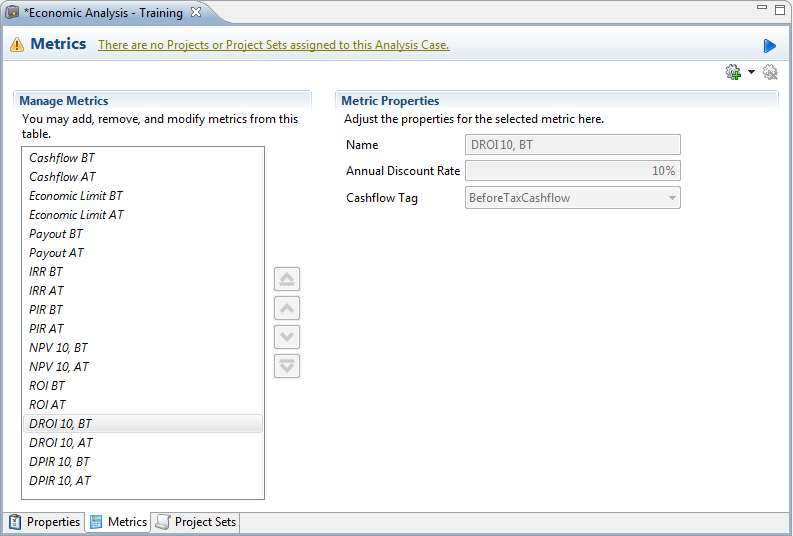 *Economic Analysis - Training
Metrics
There are no Projects or Project Sets assigned to this Analysis Case.
Manage Metrics
You may add, remove, and modify metrics from this
table.
Cashflow BT
Cashflow AT
Economic Limit BT
Economic Limit AT
Payout BT
Payout AT
IRR BT
IRR AT
PIR BT
PIR AT
NPV 10, BT
NPV 10, AT
ROI BT
ROI AT
DROI 10, BT
DROI 10, AT
DPIR 10, BT
DPIR 10, AT
Metric Properties
Adjust the properties for the selected metric here.
Name DROI 10, BT
Annual Discount Rate 10%
Cashflow Tag BeforeTaxCashflow
Properties Metrics Project Sets